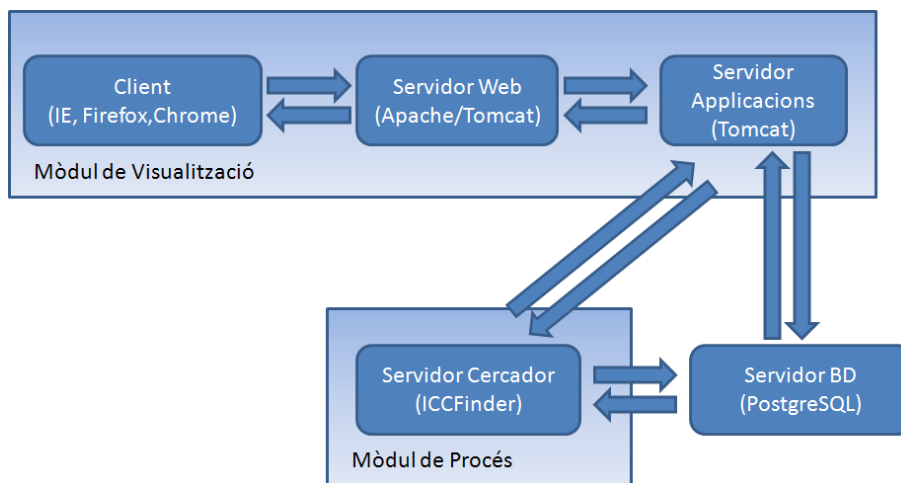 Client
(IE, Firefox,Chrome)
Servidor Web
(Apache/Tomcat)
Servidor
Applicacions
(Tomcat)
Mòdul de Visualització
Servidor Cercador
(ICCFinder)
Servidor BD
(PostgreSQL)
Mòdul de Procés